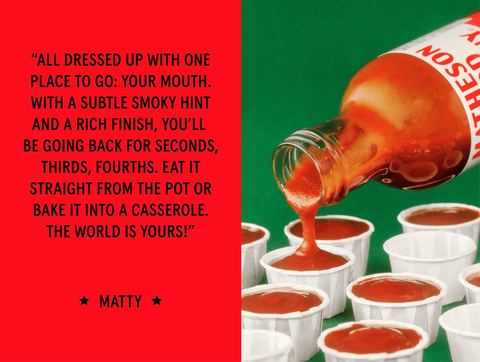 “ALL DRESSED UP WITH ONE
PLACE TO GO: YOUR MOUTH.
WITH A SUBTLE SMOKY HINT
AND A RICH FINISH, YOU’LL
BE GOING BACK FOR SECONDS,
THIRDS, FOURTHS. EAT IT
STRAIGHT FROM THE POT OR
BAKE IT INTO A CASSEROLE.
THE WORLD IS YOURS!”
★ MATTY ★
THESON